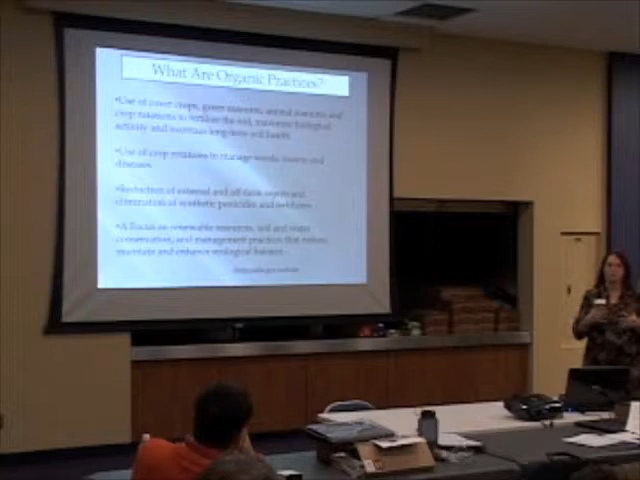 What Are Organic Practices?
•Use of cover crops, green manures, animal manures and
crop rotations to fertilize the soil, maximize biological
activity and maintain long-term soil health.
•Use of crop rotations to manage weeds, insects and
diseases.
•Reduction of external and off-farm inputs and
elimination of synthetic pesticides and fertilizers
•A focus on renewable resources, soil and water
conservation, and management practices that restore,
maintain and enhance ecological balance.